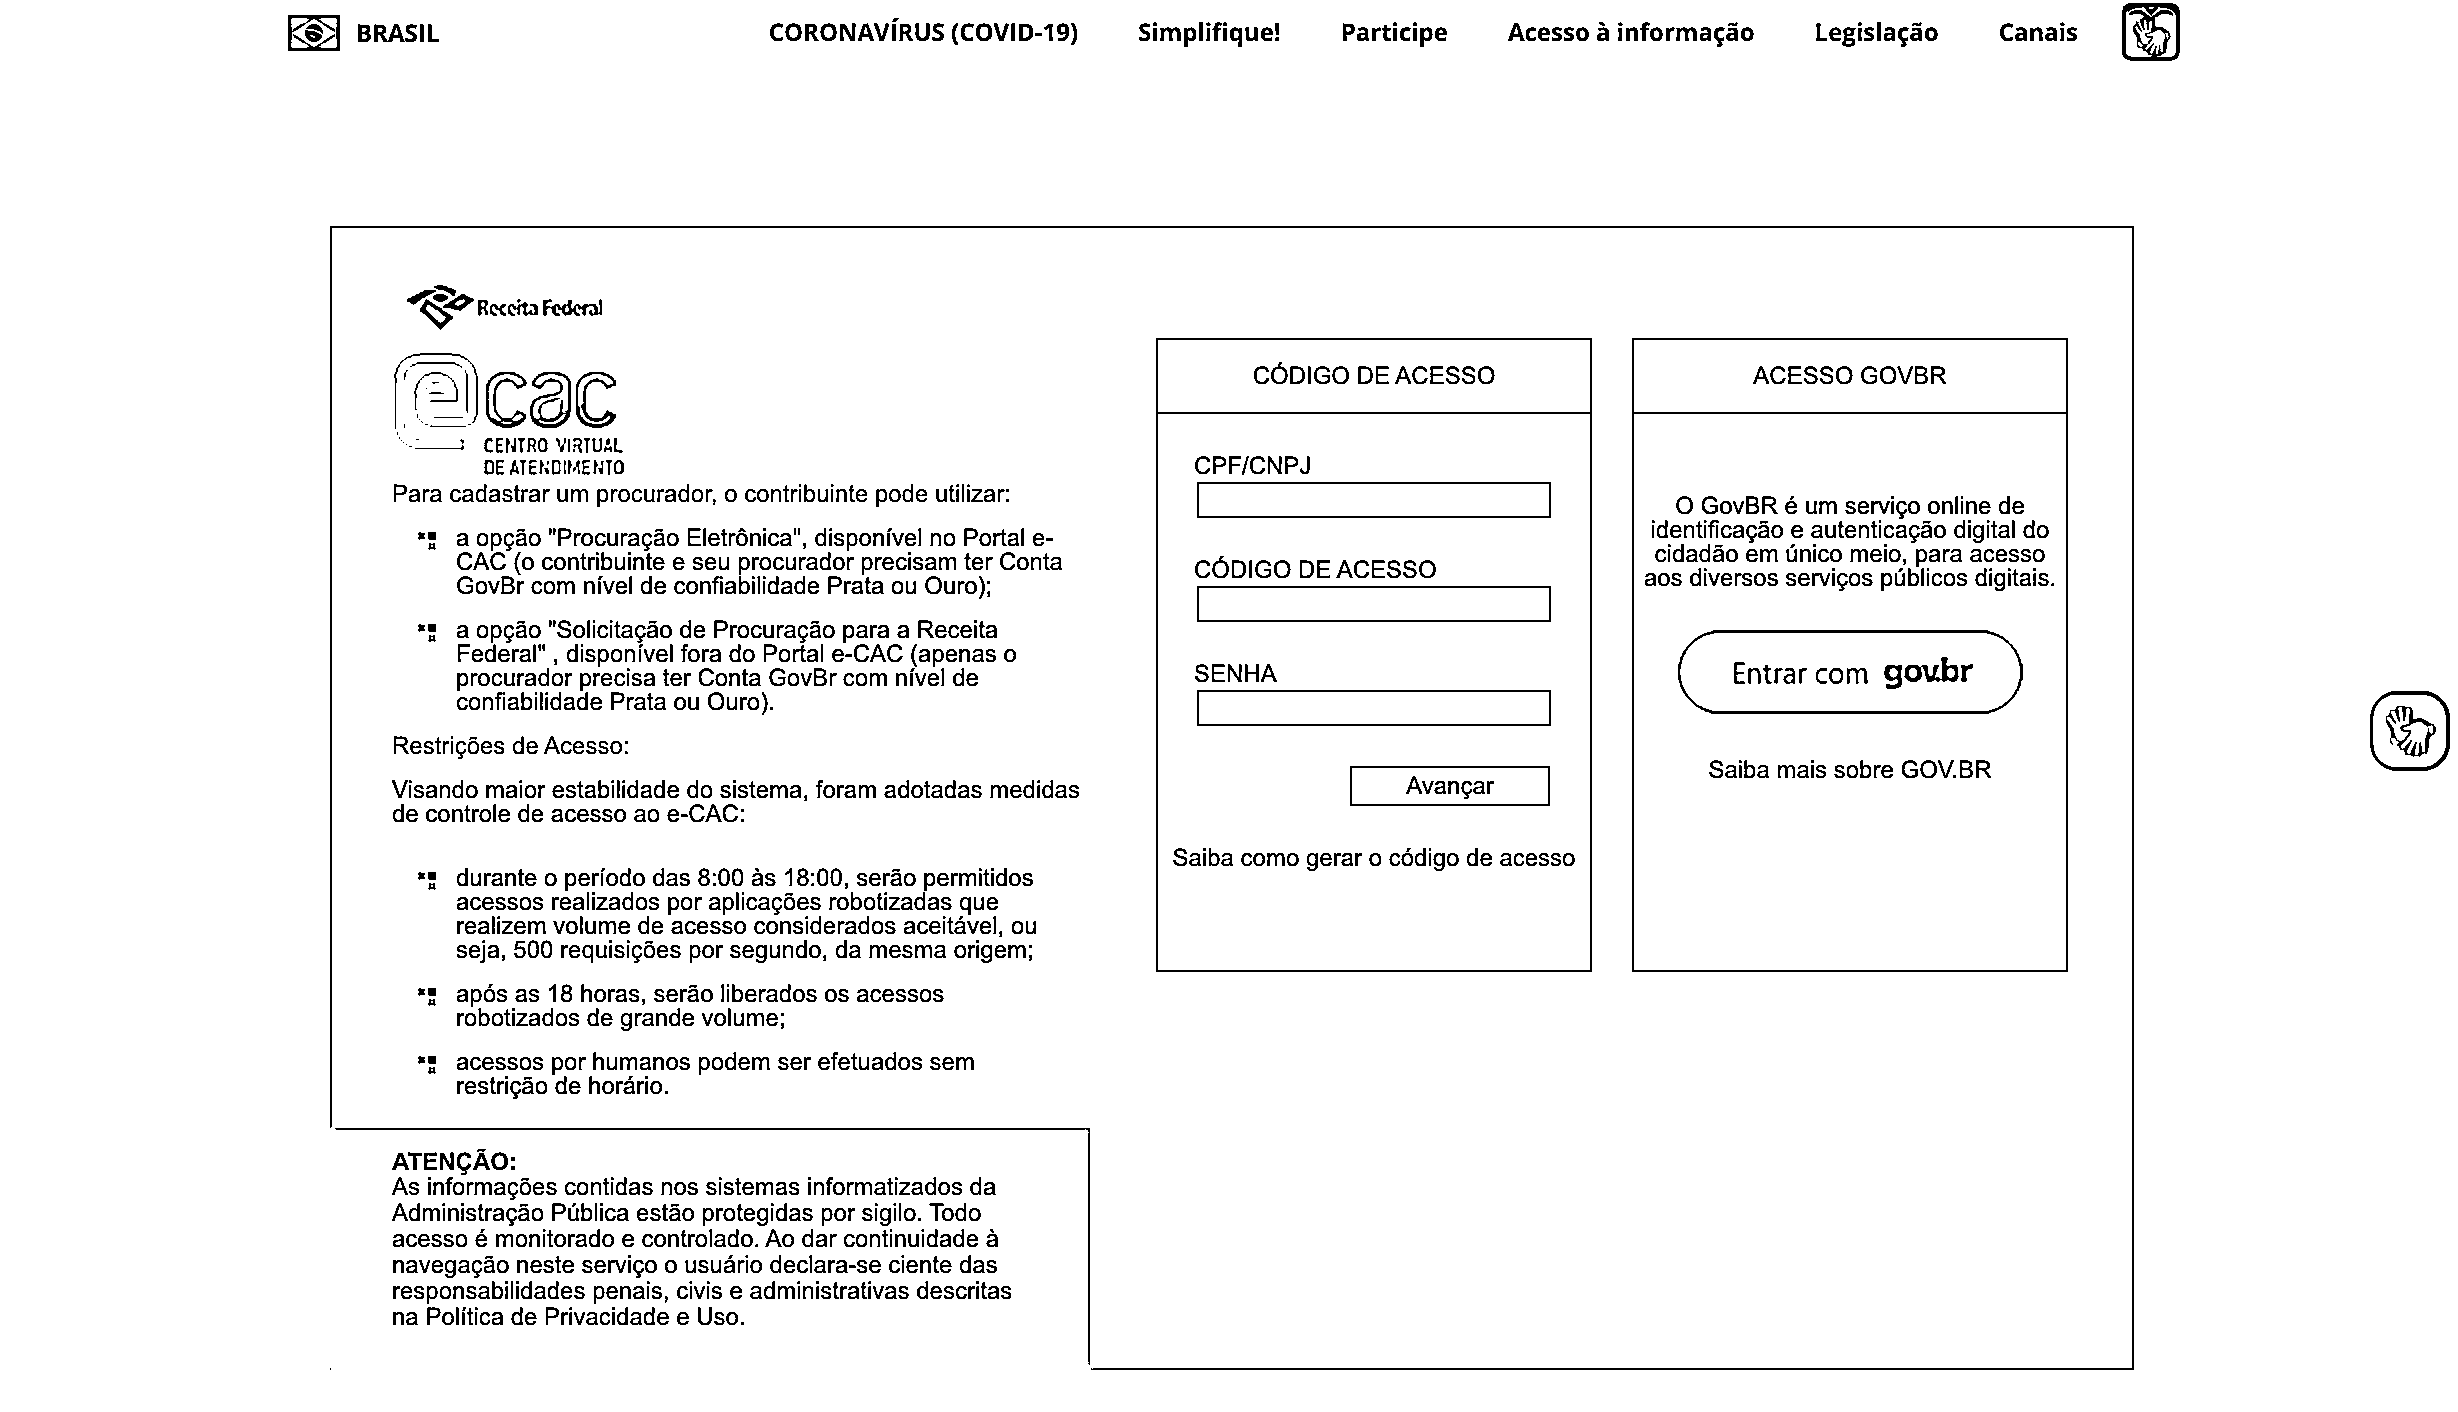 BRASIL
CORONAVÍRUS (COVID-19)
Simplifique!
Participe
Acesso à informação
Legislação
Canais
Receita Federal
e cac
CENTRO VIRTUAL
DE ATENDIMENTO
Para cadastrar um procurador, o contribuinte pode utilizar:
a opção "Procuração Eletrônica", disponível no Portal e-
CAC (o contribuinte e seu procurador precisam ter Conta
GovBr com nível de confiabilidade Prata ou Ouro);
a opção "Solicitação de Procuração para a Receita
Federal" , disponível fora do Portal e-CAC (apenas o
procurador precisa ter Conta GovBr com nível de
confiabilidade Prata ou Ouro).
Restrições de Acesso:
Visando maior estabilidade do sistema, foram adotadas medidas
de controle de acesso ao e-CAC:
durante o período das 8:00 às 18:00, serão permitidos
acessos realizados por aplicações robotizadas que
realizem volume de acesso considerados aceitável, ou
seja, 500 requisições por segundo, da mesma origem;
após as 18 horas, serão liberados os acessos
robotizados de grande volume;
acessos por humanos podem ser efetuados sem
restrição de horário.
ATENÇÃO:
As informações contidas nos sistemas informatizados da
Administração Pública estão protegidas por sigilo. Todo
acesso é monitorado e controlado. Ao dar continuidade à
navegação neste serviço o usuário declara-se ciente das
responsabilidades penais, civis e administrativas descritas
na Política de Privacidade e Uso.
CÓDIGO DE ACESSO
CPF/CNPJ
CÓDIGO DE ACESSO
SENHA
Avançar
Saiba como gerar o código de acesso
ACESSO GOVBR
O GovBR é um serviço online de
identificação e autenticação digital do
cidadão em único meio, para acesso
aos diversos serviços públicos digitais.
Entrar com gov.br
Saiba mais sobre GOV.BR